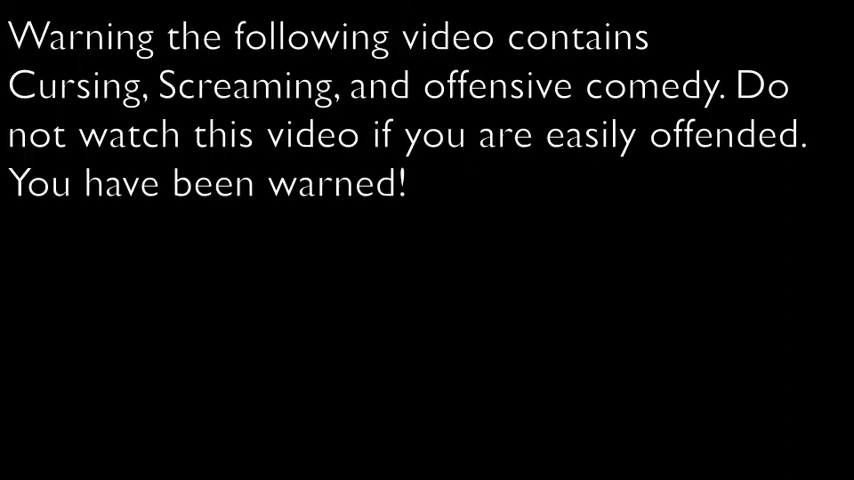 Warning the following video contains
Cursing, Screaming, and offensive comedy. Do
not watch this video if you are easily offended.
You have been warned!